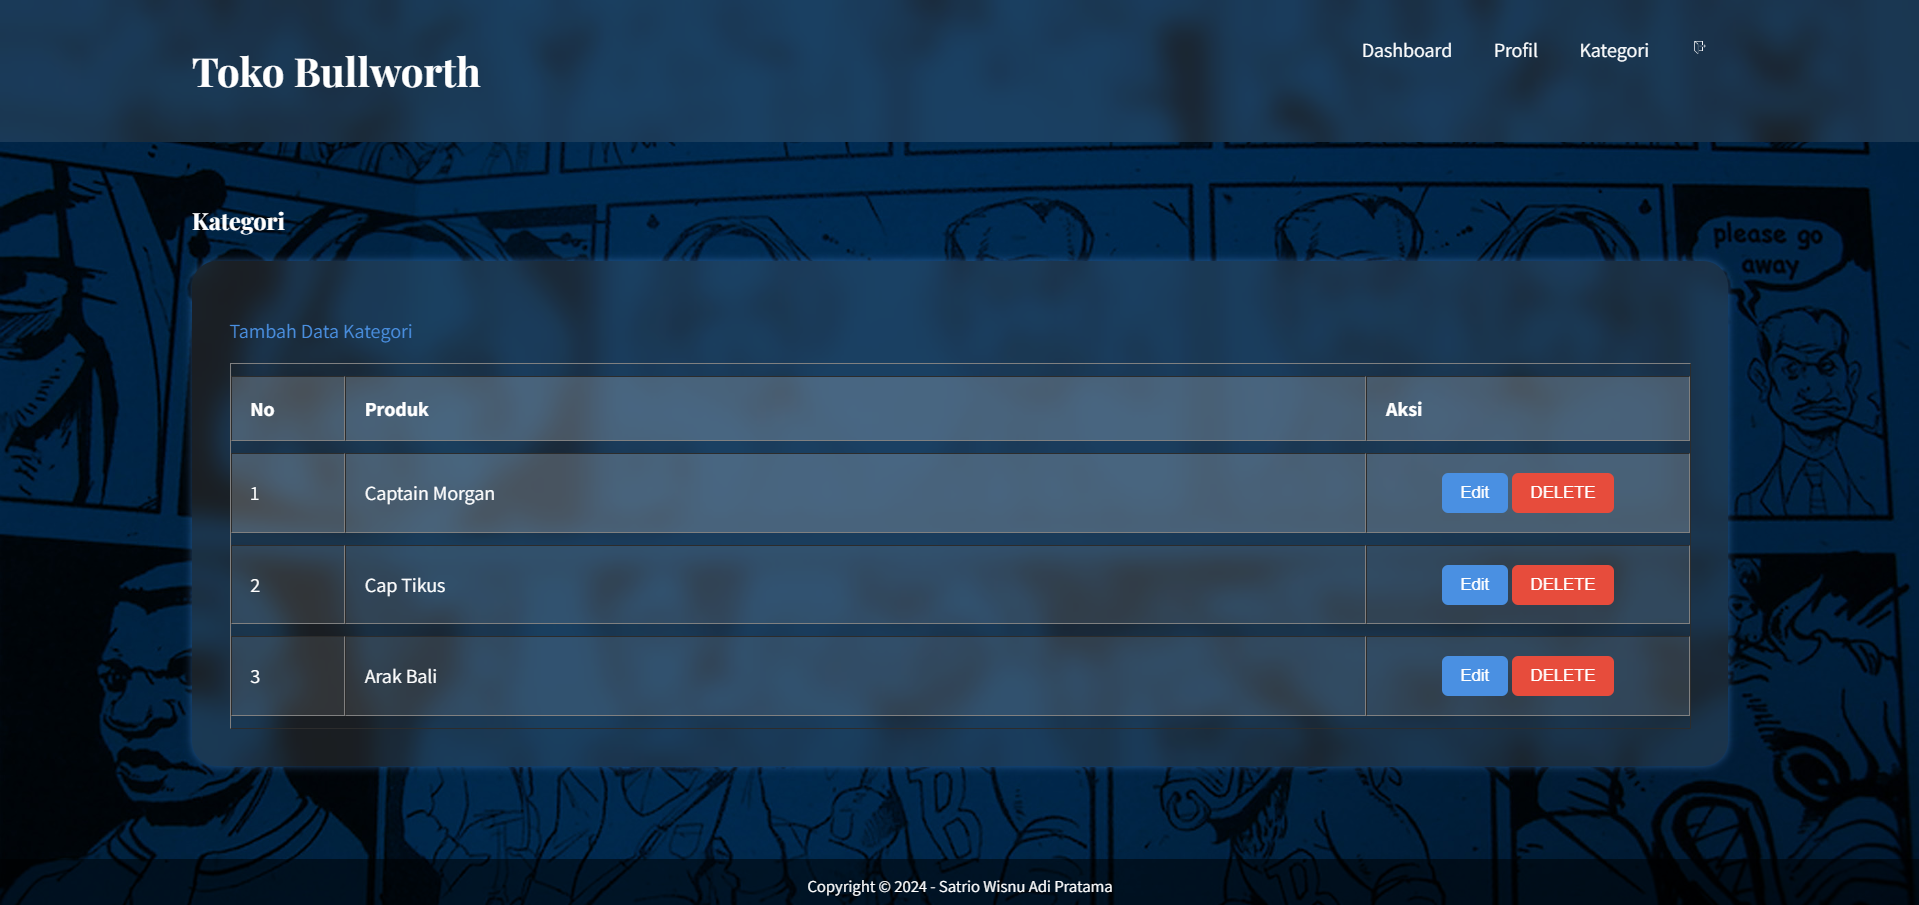 Toko Bullworth
Dashboard Profil Kategori
Kategori
please go
away
Tambah Data Kategori
No Produk Aksi
1 Captain Morgan Edit DELETE
2 Cap Tikus Edit DELETE
3 Arak Bali Edit DELETE
B
Copyright © 2024 - Satrio Wisnu Adi Pratama